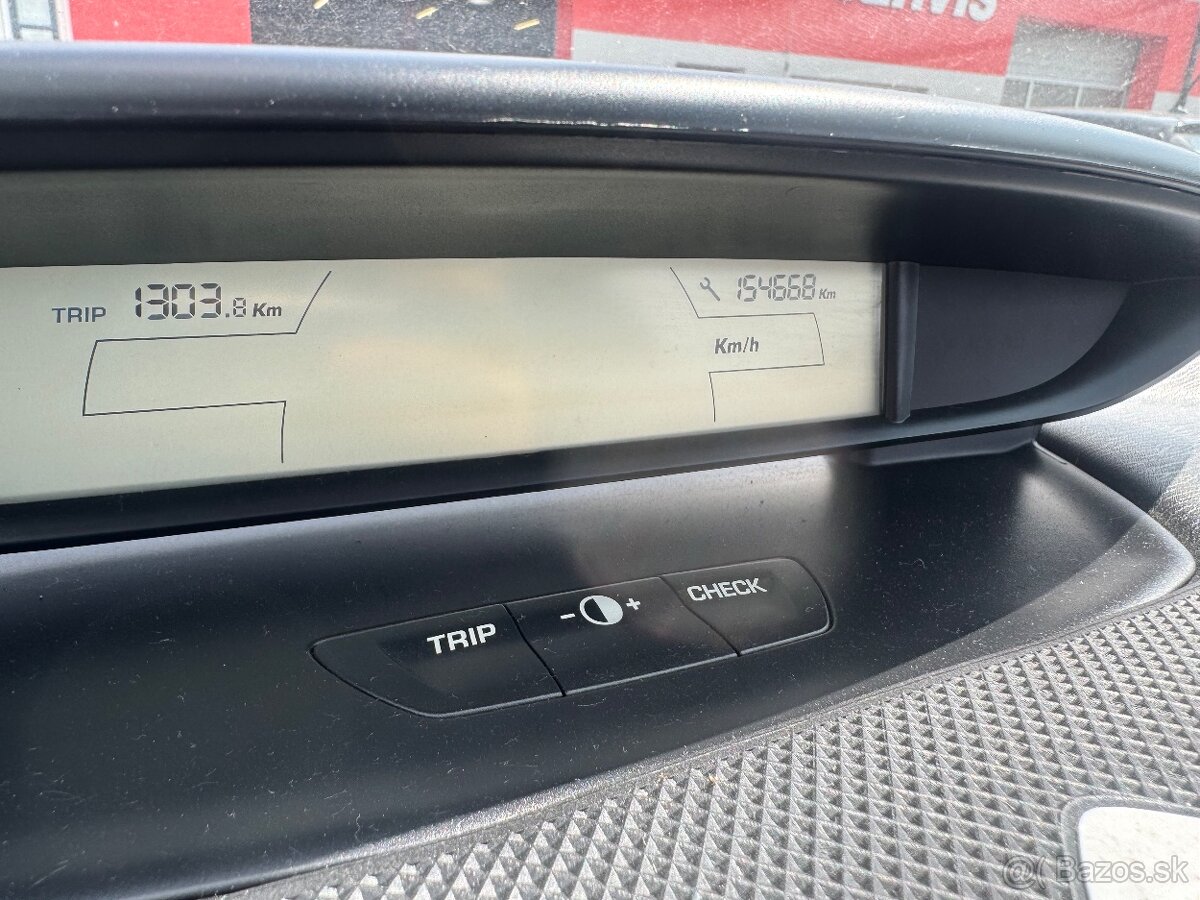 TRIP 1303.8 Km
154668 Km
Km/h
TRIP
- +
CHECK
Bazos.sk